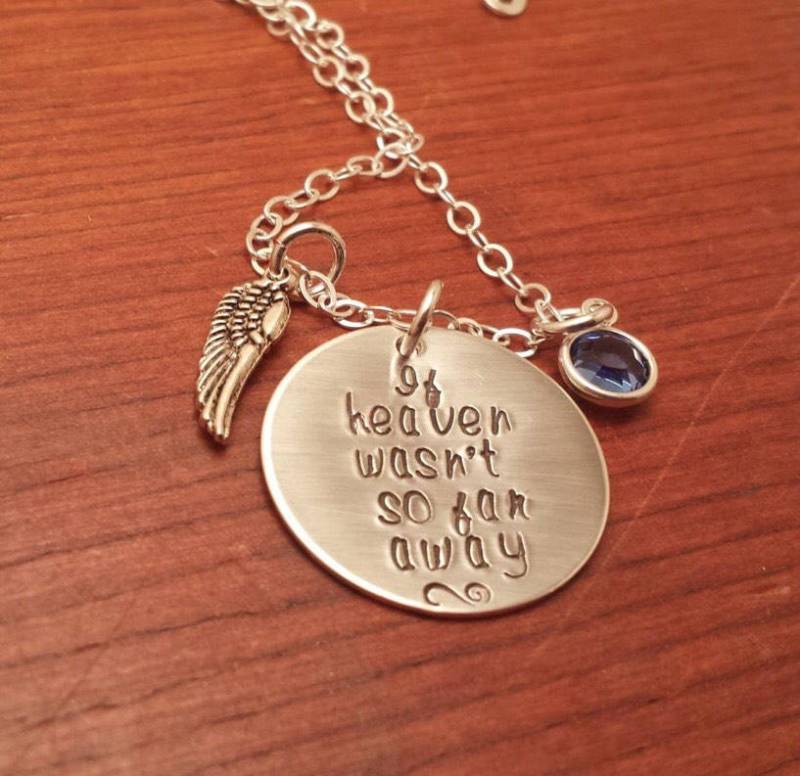 If
heaven
wasn't
so far
away